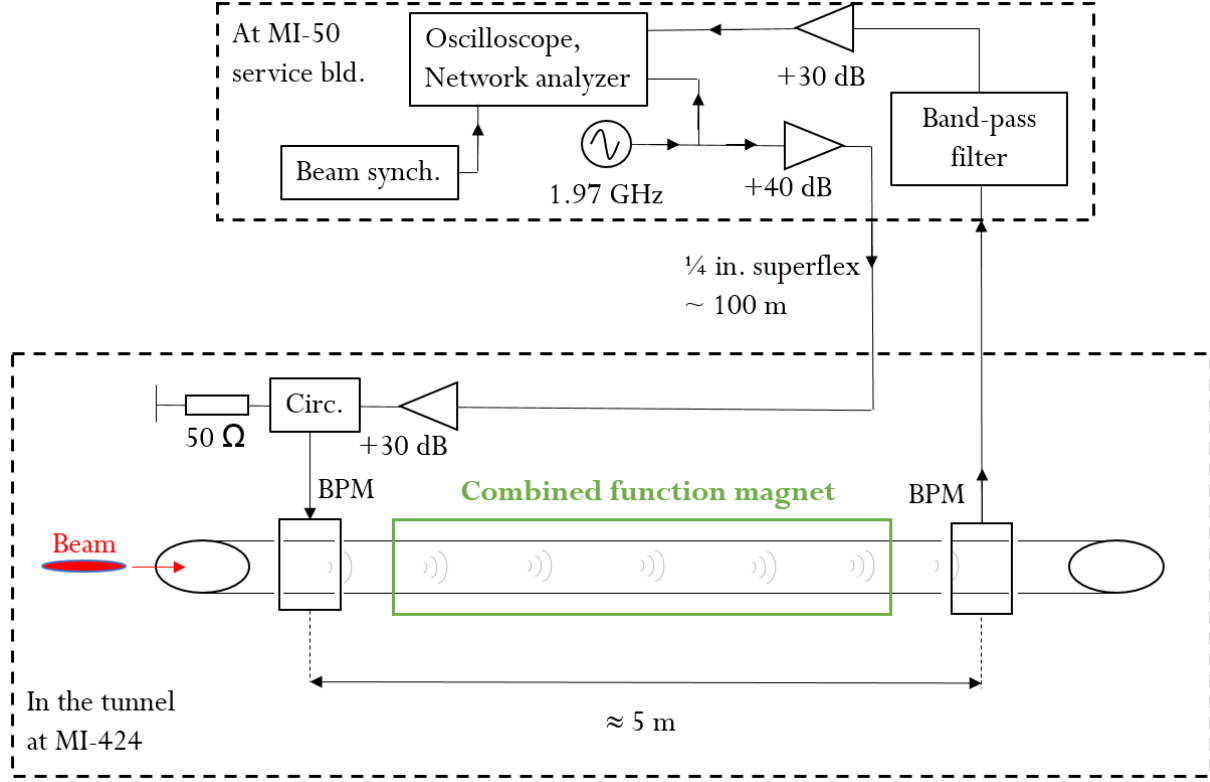 At MI-50
service bld.
Oscilloscope,
Network analyzer
+30 dB
Band-pass
filter
Beam synch.
1.97 GHz
+40 dB
¼ in. superflex
~ 100 m
Circ.
50 Ω
+30 dB
BPM
Combined function magnet
BPM
Beam
In the tunnel
at MI-424
≈ 5 m